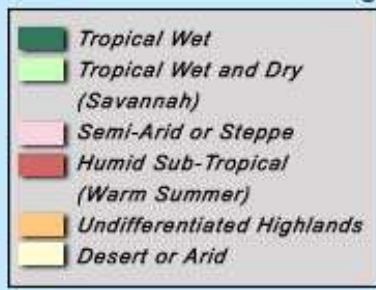 Tropical Wet
Tropical Wet and Dry
(Savannah)
Semi-Arid or Steppe
Humid Sub-Tropical
(Warm Summer)
Undifferentiated Highlands
Desert or Arid